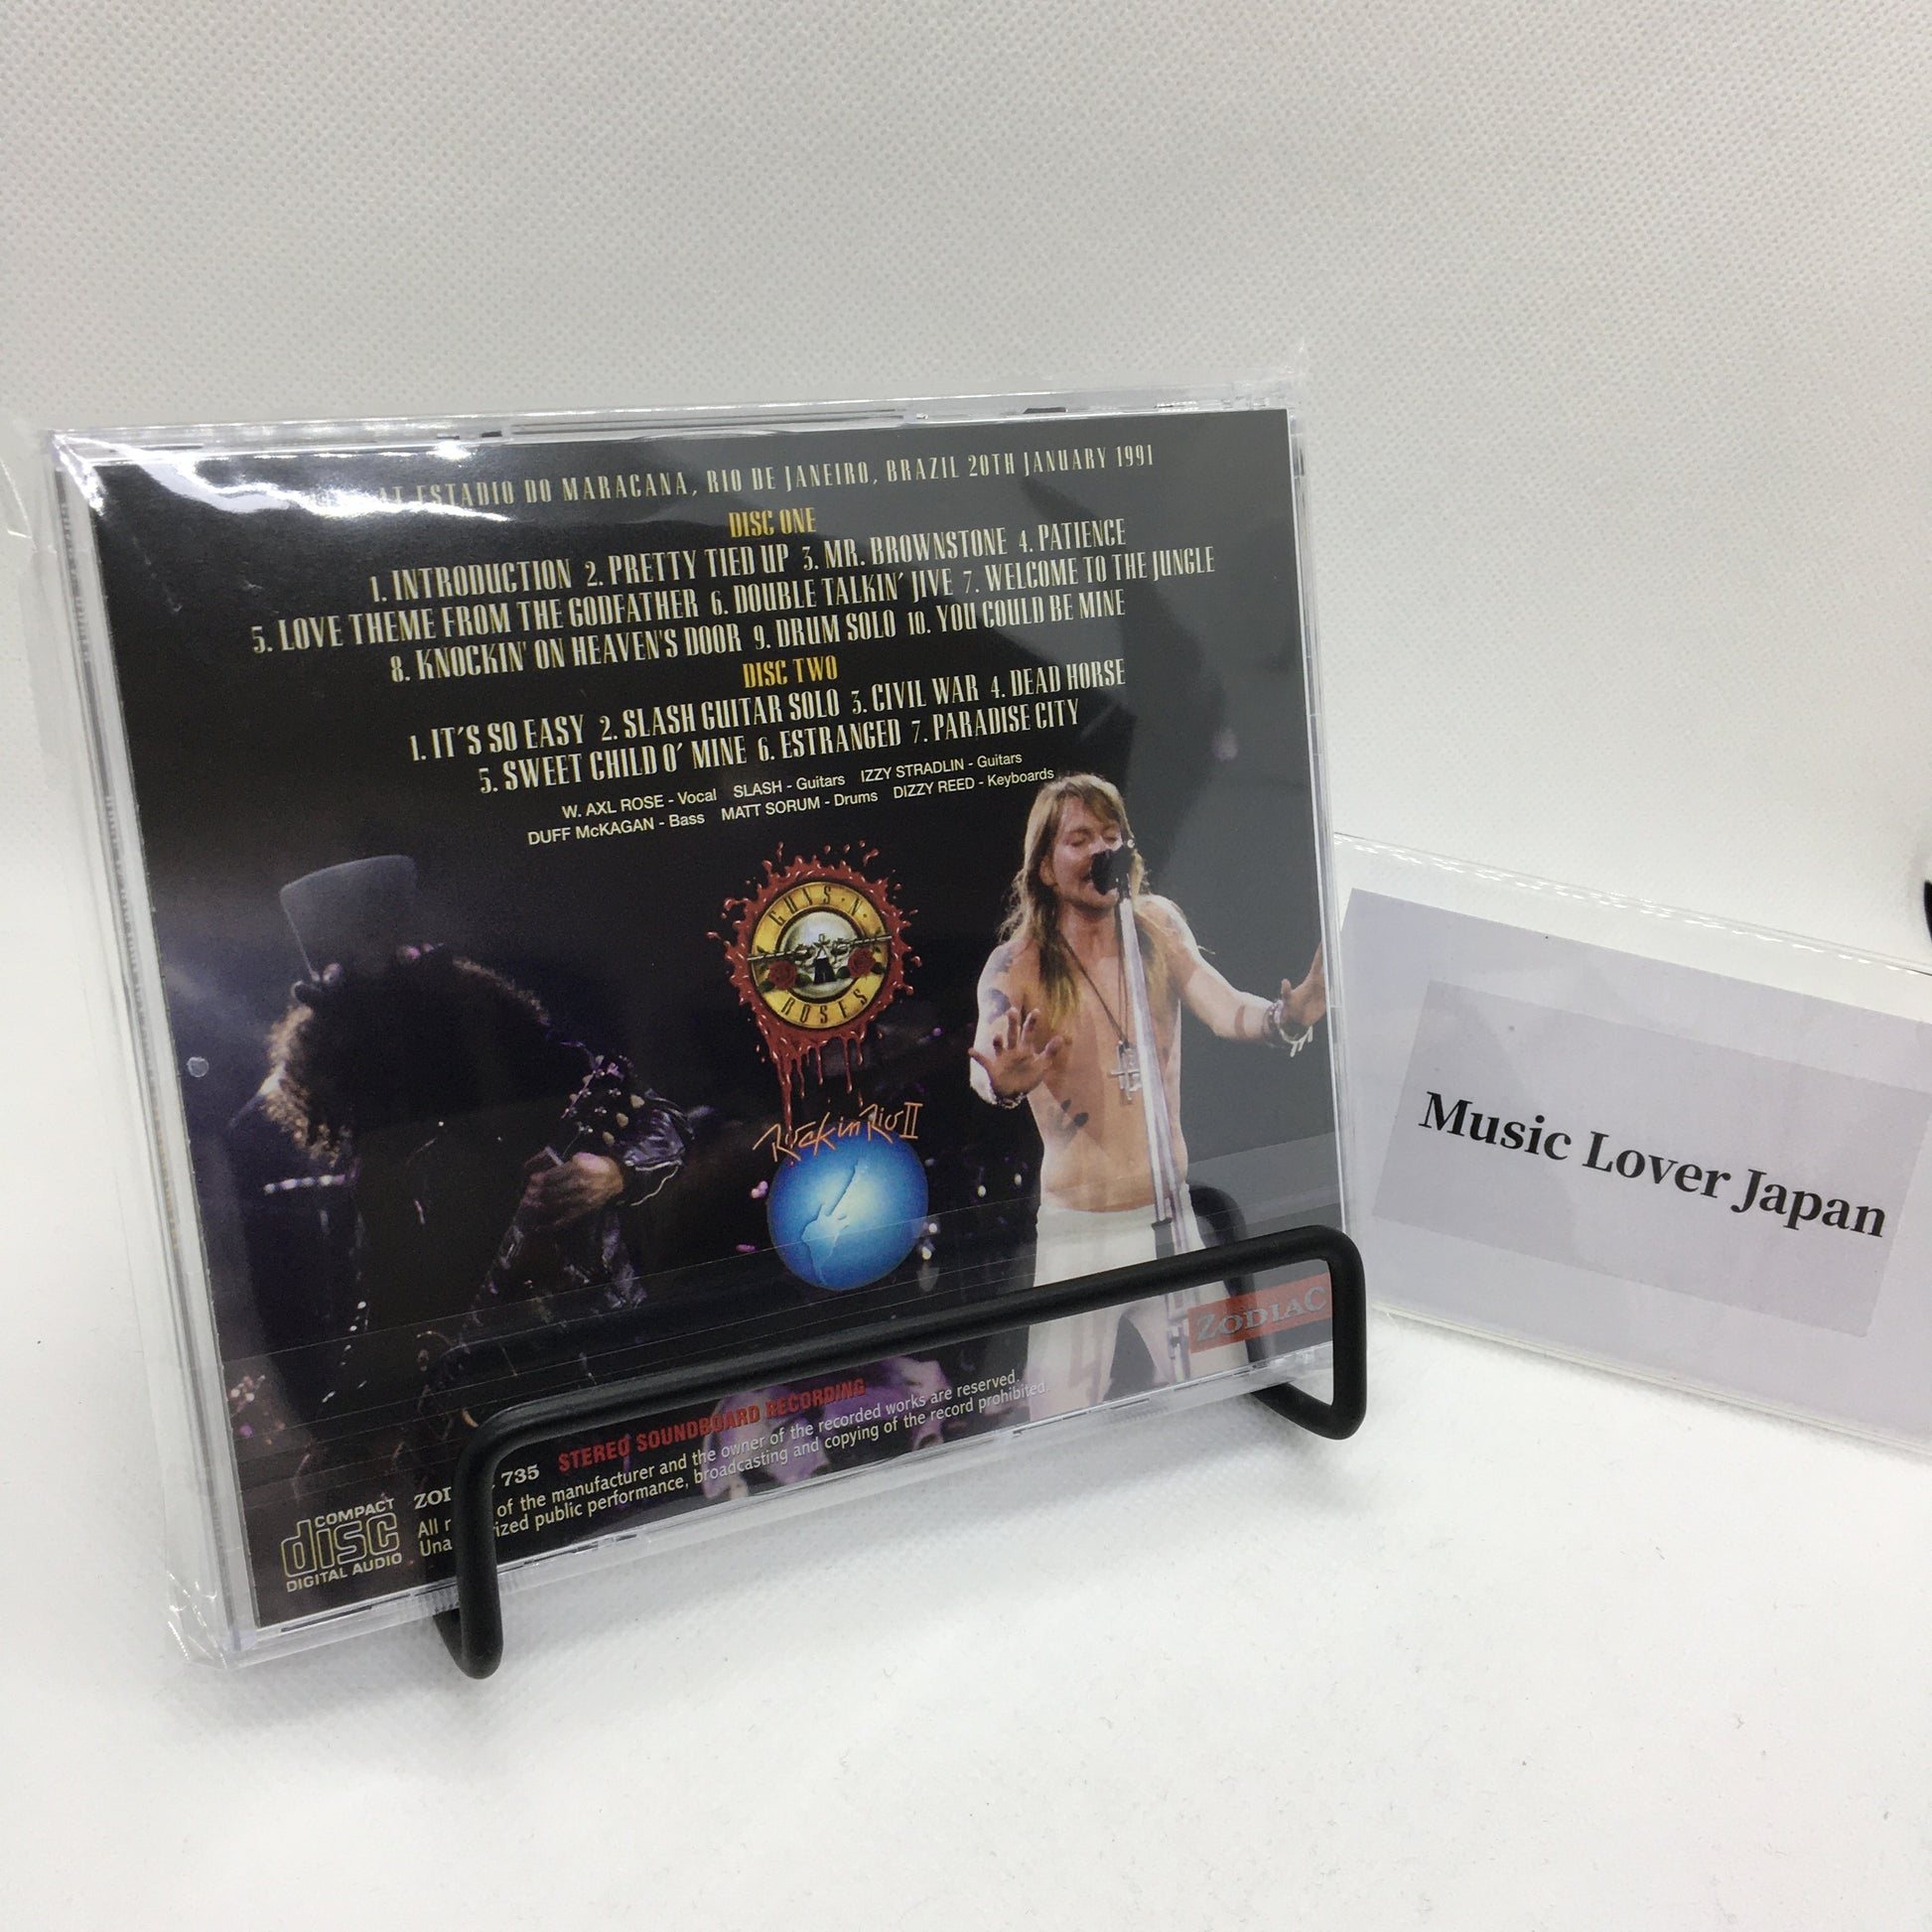 AT ESTADIO DO MARACANA, RIO DE JANEIRO, BRAZIL 20TH JANUARY 1991
DISC ONE
1. INTRODUCTION 2. PRETTY TIED UP 3. MR. BROWNSTONE 4. PATIENCE
5. LOVE THEME FROM THE GODFATHER 6. DOUBLE TALKIN' JIVE 7. WELCOME TO THE JUNGLE
8. KNOCKIN' ON HEAVEN'S DOOR 9. DRUM SOLO 10. YOU COULD BE MINE
DISC TWO
1. IT'S SO EASY 2. SLASH GUITAR SOLO 3. CIVIL WAR 4. DEAD HORSE
5. SWEET CHILD O' MINE 6. ESTRANGED 7. PARADISE CITY
W. AXL ROSE - Vocal SLASH - Guitars IZZY STRADLIN - Guitars
DUFF McKAGAN - Bass MATT SORUM - Drums DIZZY REED - Keyboards
GUNS N'
ROSES
Rock in Rio II
ZODIAC
735 STEREO SOUNDBOARD RECORDING
All of the manufacturer and the owner of the recorded works are reserved.
public performance, broadcasting and copying of the record prohibited.
COMPACT
disc
DIGITAL AUDIO
Music Lover Japan